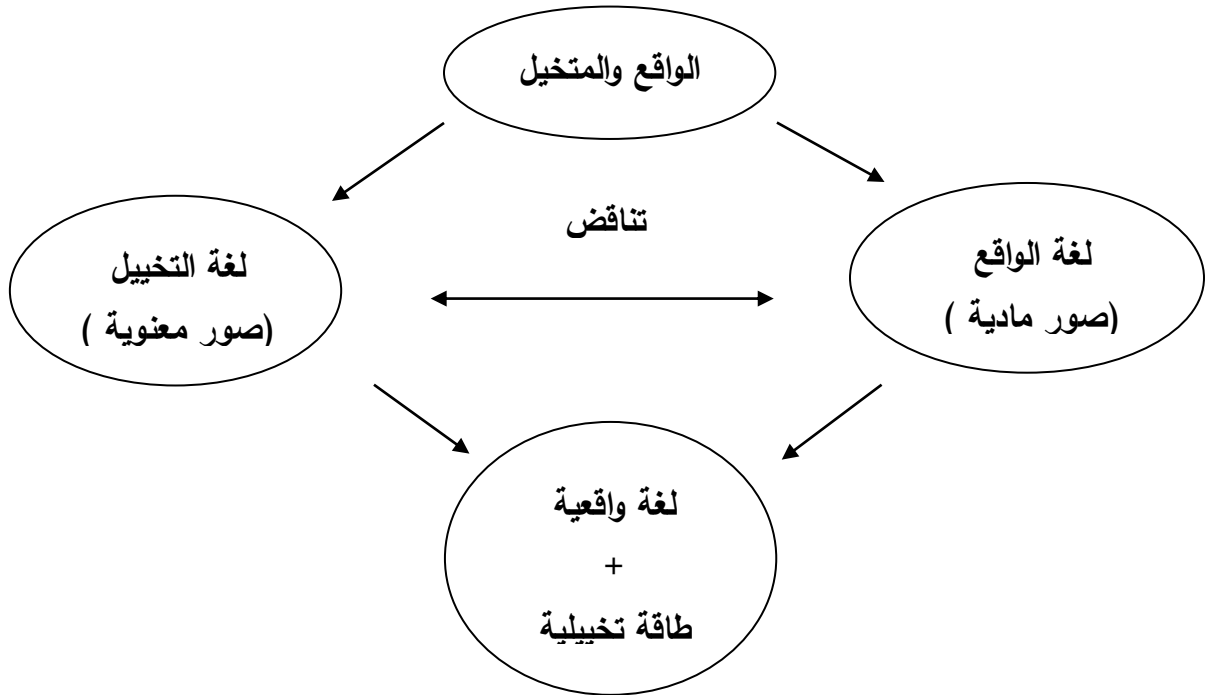 الواقع والمتخيل
تناقض
لغة الواقع
(صور مادية )
لغة التخييل
(صور معنوية )
لغة واقعية
+
طاقة تخييلية